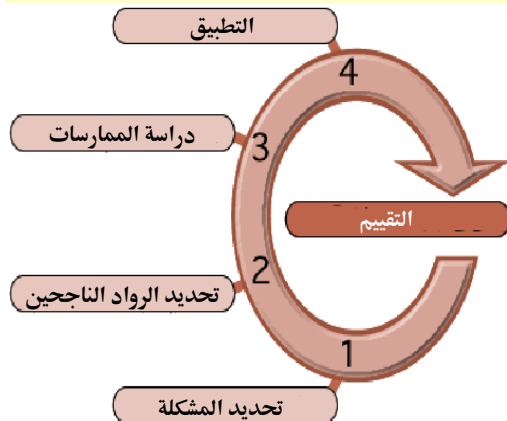 التطبيق
4
دراسة الممارسات
3
التقييم
2
تحديد الرواد الناجحين
1
تحديد المشكلة